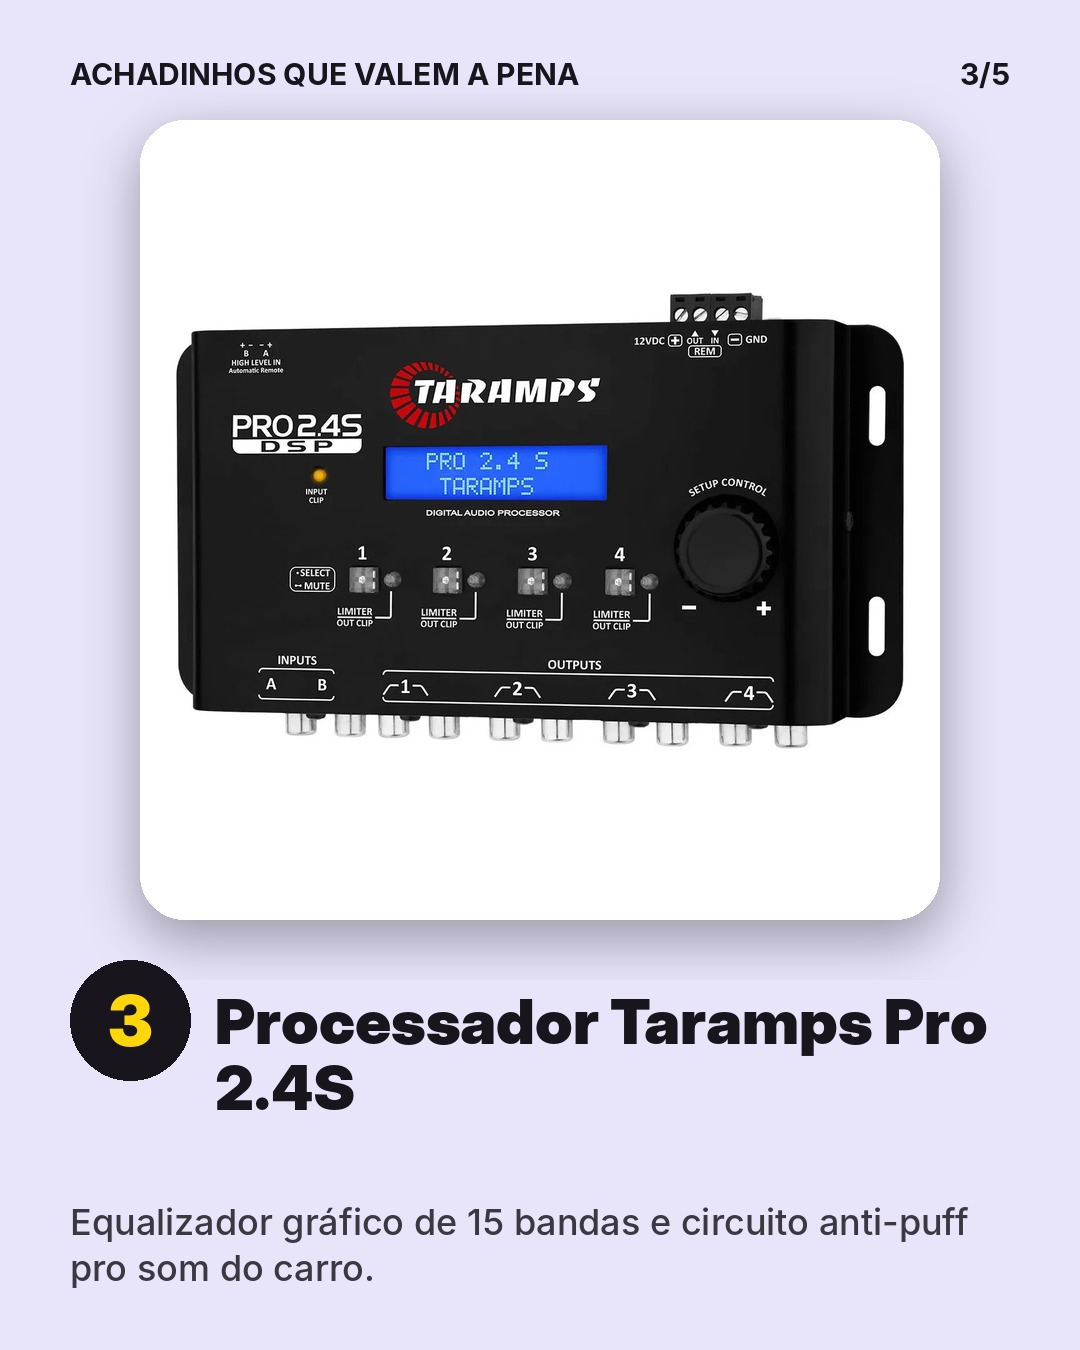 ACHADINHOS QUE VALEM A PENA
3/5
+ - - +
B A
HIGH LEVEL IN
Automatic Remote
12VDC + OUT IN - GND
REM
TARAMPS
PRO 2.4S
DSP
INPUT
CLIP
PRO 2.4 S
TARAMPS
DIGITAL AUDIO PROCESSOR
SETUP CONTROL
- +
1 2 3 4
•SELECT
↔ MUTE
LIMITER LIMITER LIMITER LIMITER
OUT CLIP OUT CLIP OUT CLIP OUT CLIP
INPUTS
A B
OUTPUTS
1 2 3 4
3
Processador Taramps Pro
2.4S
Equalizador gráfico de 15 bandas e circuito anti-puff
pro som do carro.